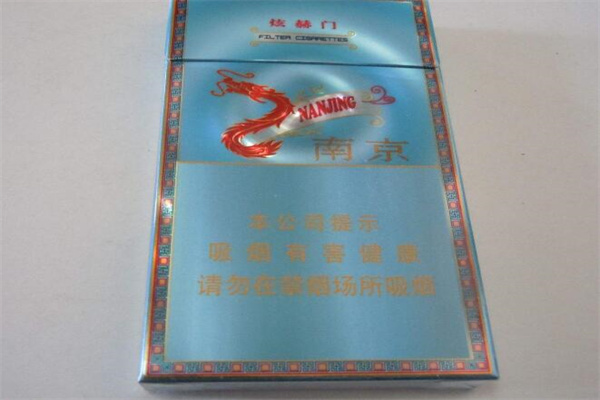 炫赫门
FILTER CIGARETTES
NANJING
南京
本公司提示
吸烟有害健康
请勿在禁烟场所吸烟